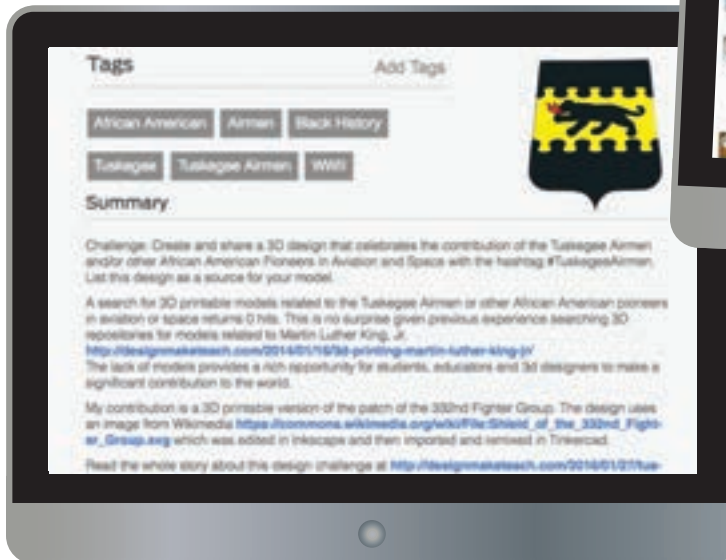 Tags
Add Tags
African American Airmen Black History
Tuskegee Tuskegee Airmen WWII
Summary
Challenge: Create and share a 3D design that celebrates the contribution of the Tuskegee Airmen
and/or other African American Pioneers in Aviation and Space with the hashtag #TuskegeeAirmen.
List this design as a source for your model.
A search for 3D printable models related to the Tuskegee Airmen or other African American pioneers
in aviation or space returns 0 hits. This is no surprise given previous experience searching 3D
repositories for models related to Martin Luther King, Jr.
http://designmaketeach.com/2014/01/16/3d-printing-martin-luther-king-jr/
The lack of models provides a rich opportunity for students, educators and 3d designers to make a
significant contribution to the world.
My contribution is a 3D printable version of the patch of the 332nd Fighter Group. The design uses
an image from Wikimedia https://commons.wikimedia.org/wiki/File:Shield_of_the_332nd_Fight-
er_Group.svg which was edited in Inkscape and then imported and remixed in Tinkercad.
Read the whole story about this design challenge at http://designmaketeach.com/2016/01/27/tue-